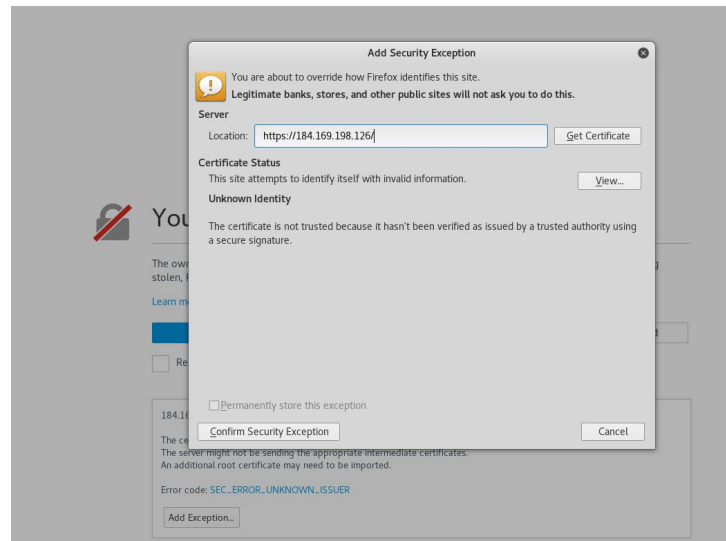 Add Security Exception
You are about to override how Firefox identifies this site.
Legitimate banks, stores, and other public sites will not ask you to do this.
Server
Location: https://184.169.198.126/ Get Certificate
Certificate Status
This site attempts to identify itself with invalid information. View...
Unknown Identity
The certificate is not trusted because it hasn't been verified as issued by a trusted authority using
a secure signature.
Permanently store this exception
Confirm Security Exception Cancel
You
The
stolen,
Learn
184.16
The
The server might not be sending the appropriate intermediate certificates.
An additional root certificate may need to be imported.
Error code: SEC_ERROR_UNKNOWN_ISSUER
Add Exception...